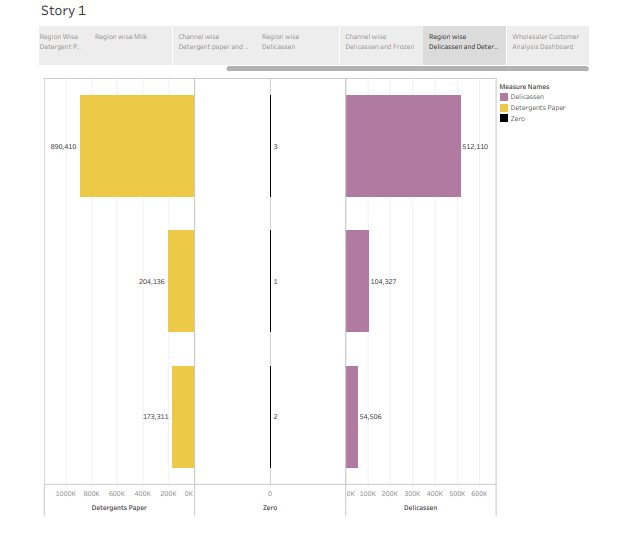 Story 1
Region Wise
Detergent P...
Region wise Milk
Channel wise
Detergent paper and...
Region wise
Delicassen
Channel wise
Delicassen and Frozen
Region wise
Delicassen and Deter...
Wholesaler Customer
Analysis Dashboard
Measure Names
Delicassen
Detergents Paper
Zero
890,410
3
512,110
204,136
1
104,327
173,311
2
54,506
1000K 800K 600K 400K 200K 0K
0
0K 100K 200K 300K 400K 500K 600K
Detergents Paper
Zero
Delicassen